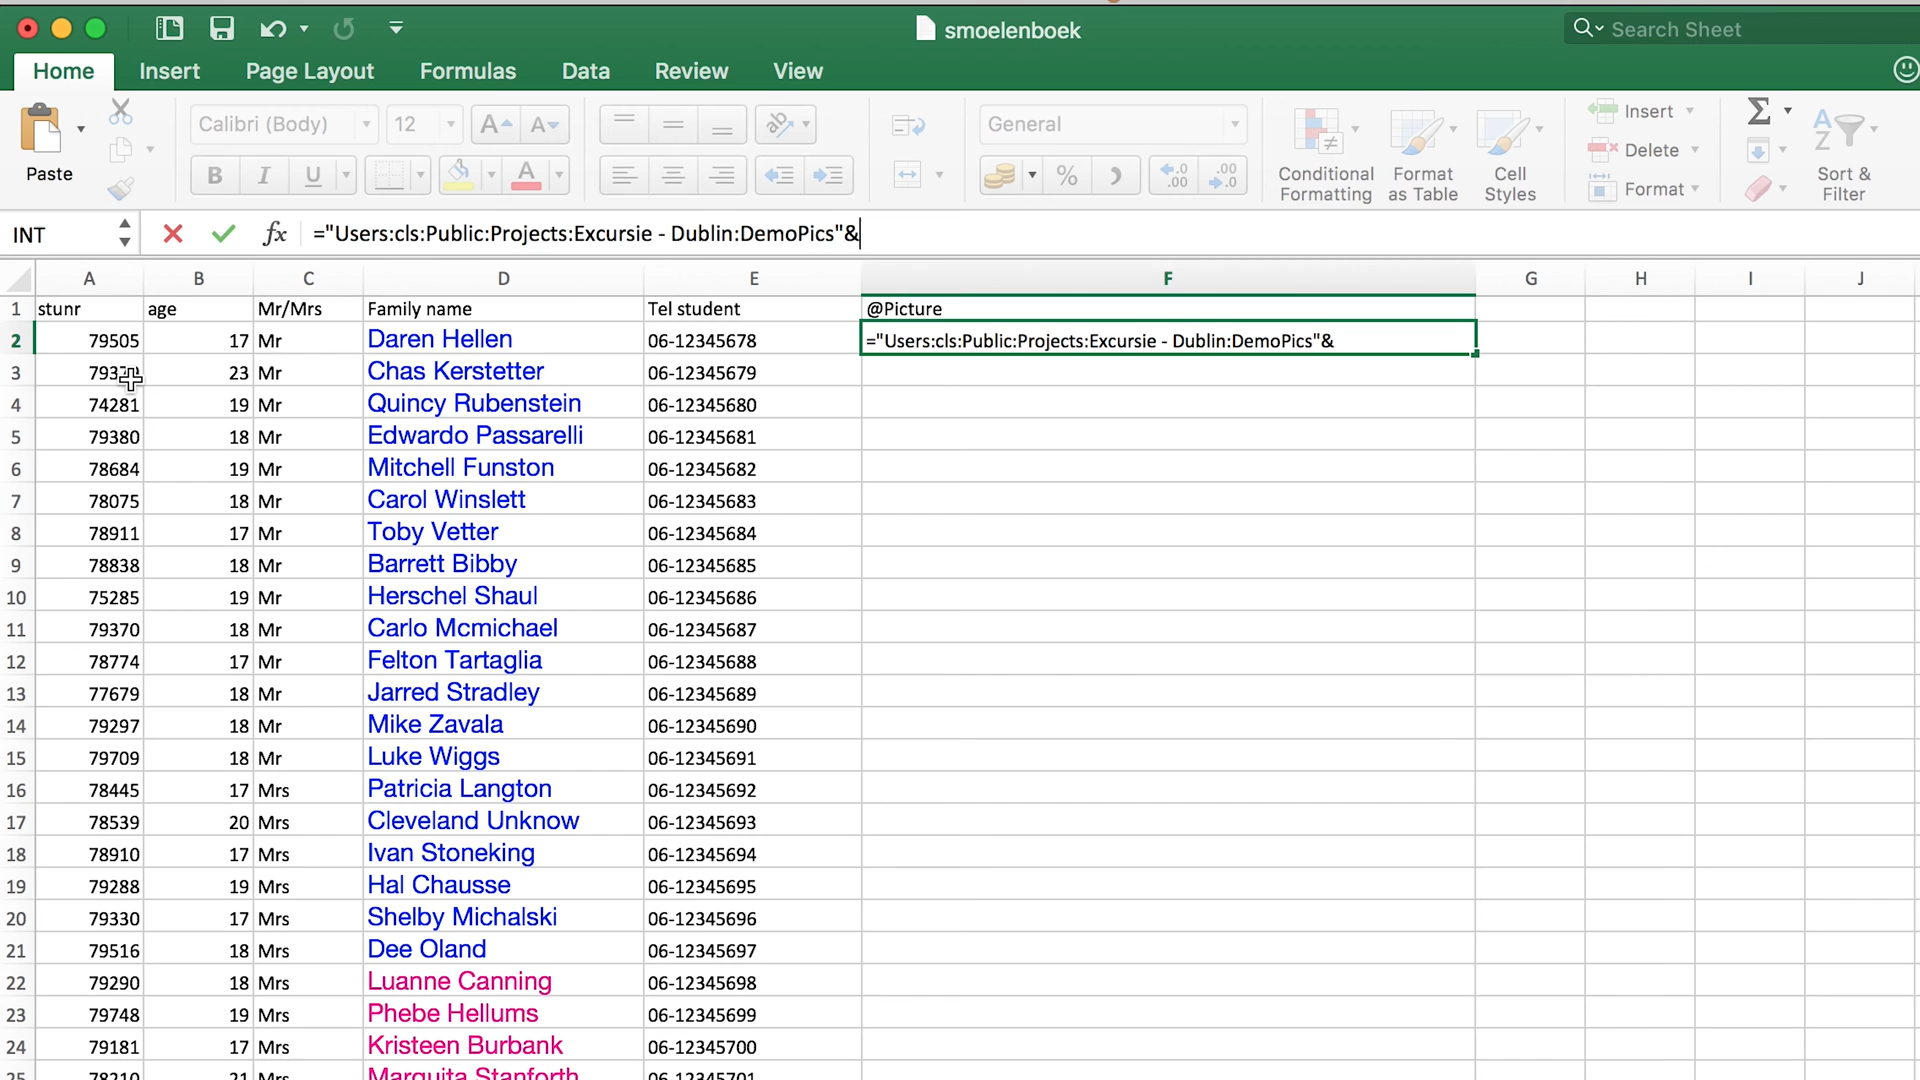 smoelenboek
Search Sheet
Home Insert Page Layout Formulas Data Review View
Paste
Calibri (Body) 12 A A
B I U A
ab
General
% .0 .00 .00 .0
Conditional Formatting
Format as Table
Cell Styles
Insert
Delete
Format
Σ
A Z
Sort & Filter
INT fx ="Users:cls:Public:Projects:Excursie - Dublin:DemoPics"&
A B C D E F G H I J
1 stunr age Mr/Mrs Family name Tel student @Picture
2 79505 17 Mr Daren Hellen 06-12345678 ="Users:cls:Public:Projects:Excursie - Dublin:DemoPics"&
3 23 Mr Chas Kerstetter 06-12345679
4 74281 19 Mr Quincy Rubenstein 06-12345680
5 79380 18 Mr Edwardo Passarelli 06-12345681
6 78684 19 Mr Mitchell Funston 06-12345682
7 78075 18 Mr Carol Winslett 06-12345683
8 78911 17 Mr Toby Vetter 06-12345684
9 78838 18 Mr Barrett Bibby 06-12345685
10 75285 19 Mr Herschel Shaul 06-12345686
11 79370 18 Mr Carlo Mcmichael 06-12345687
12 78774 17 Mr Felton Tartaglia 06-12345688
13 77679 18 Mr Jarred Stradley 06-12345689
14 79297 18 Mr Mike Zavala 06-12345690
15 79709 18 Mr Luke Wiggs 06-12345691
16 78445 17 Mrs Patricia Langton 06-12345692
17 78539 20 Mrs Cleveland Unknow 06-12345693
18 78910 17 Mrs Ivan Stoneking 06-12345694
19 79288 19 Mrs Hal Chausse 06-12345695
20 79330 17 Mrs Shelby Michalski 06-12345696
21 79516 18 Mrs Dee Oland 06-12345697
22 79290 18 Mrs Luanne Canning 06-12345698
23 79748 19 Mrs Phebe Hellums 06-12345699
24 79181 17 Mrs Kristeen Burbank 06-12345700
25 78210 21 Mrs Marquita Stanforth 06-12345701